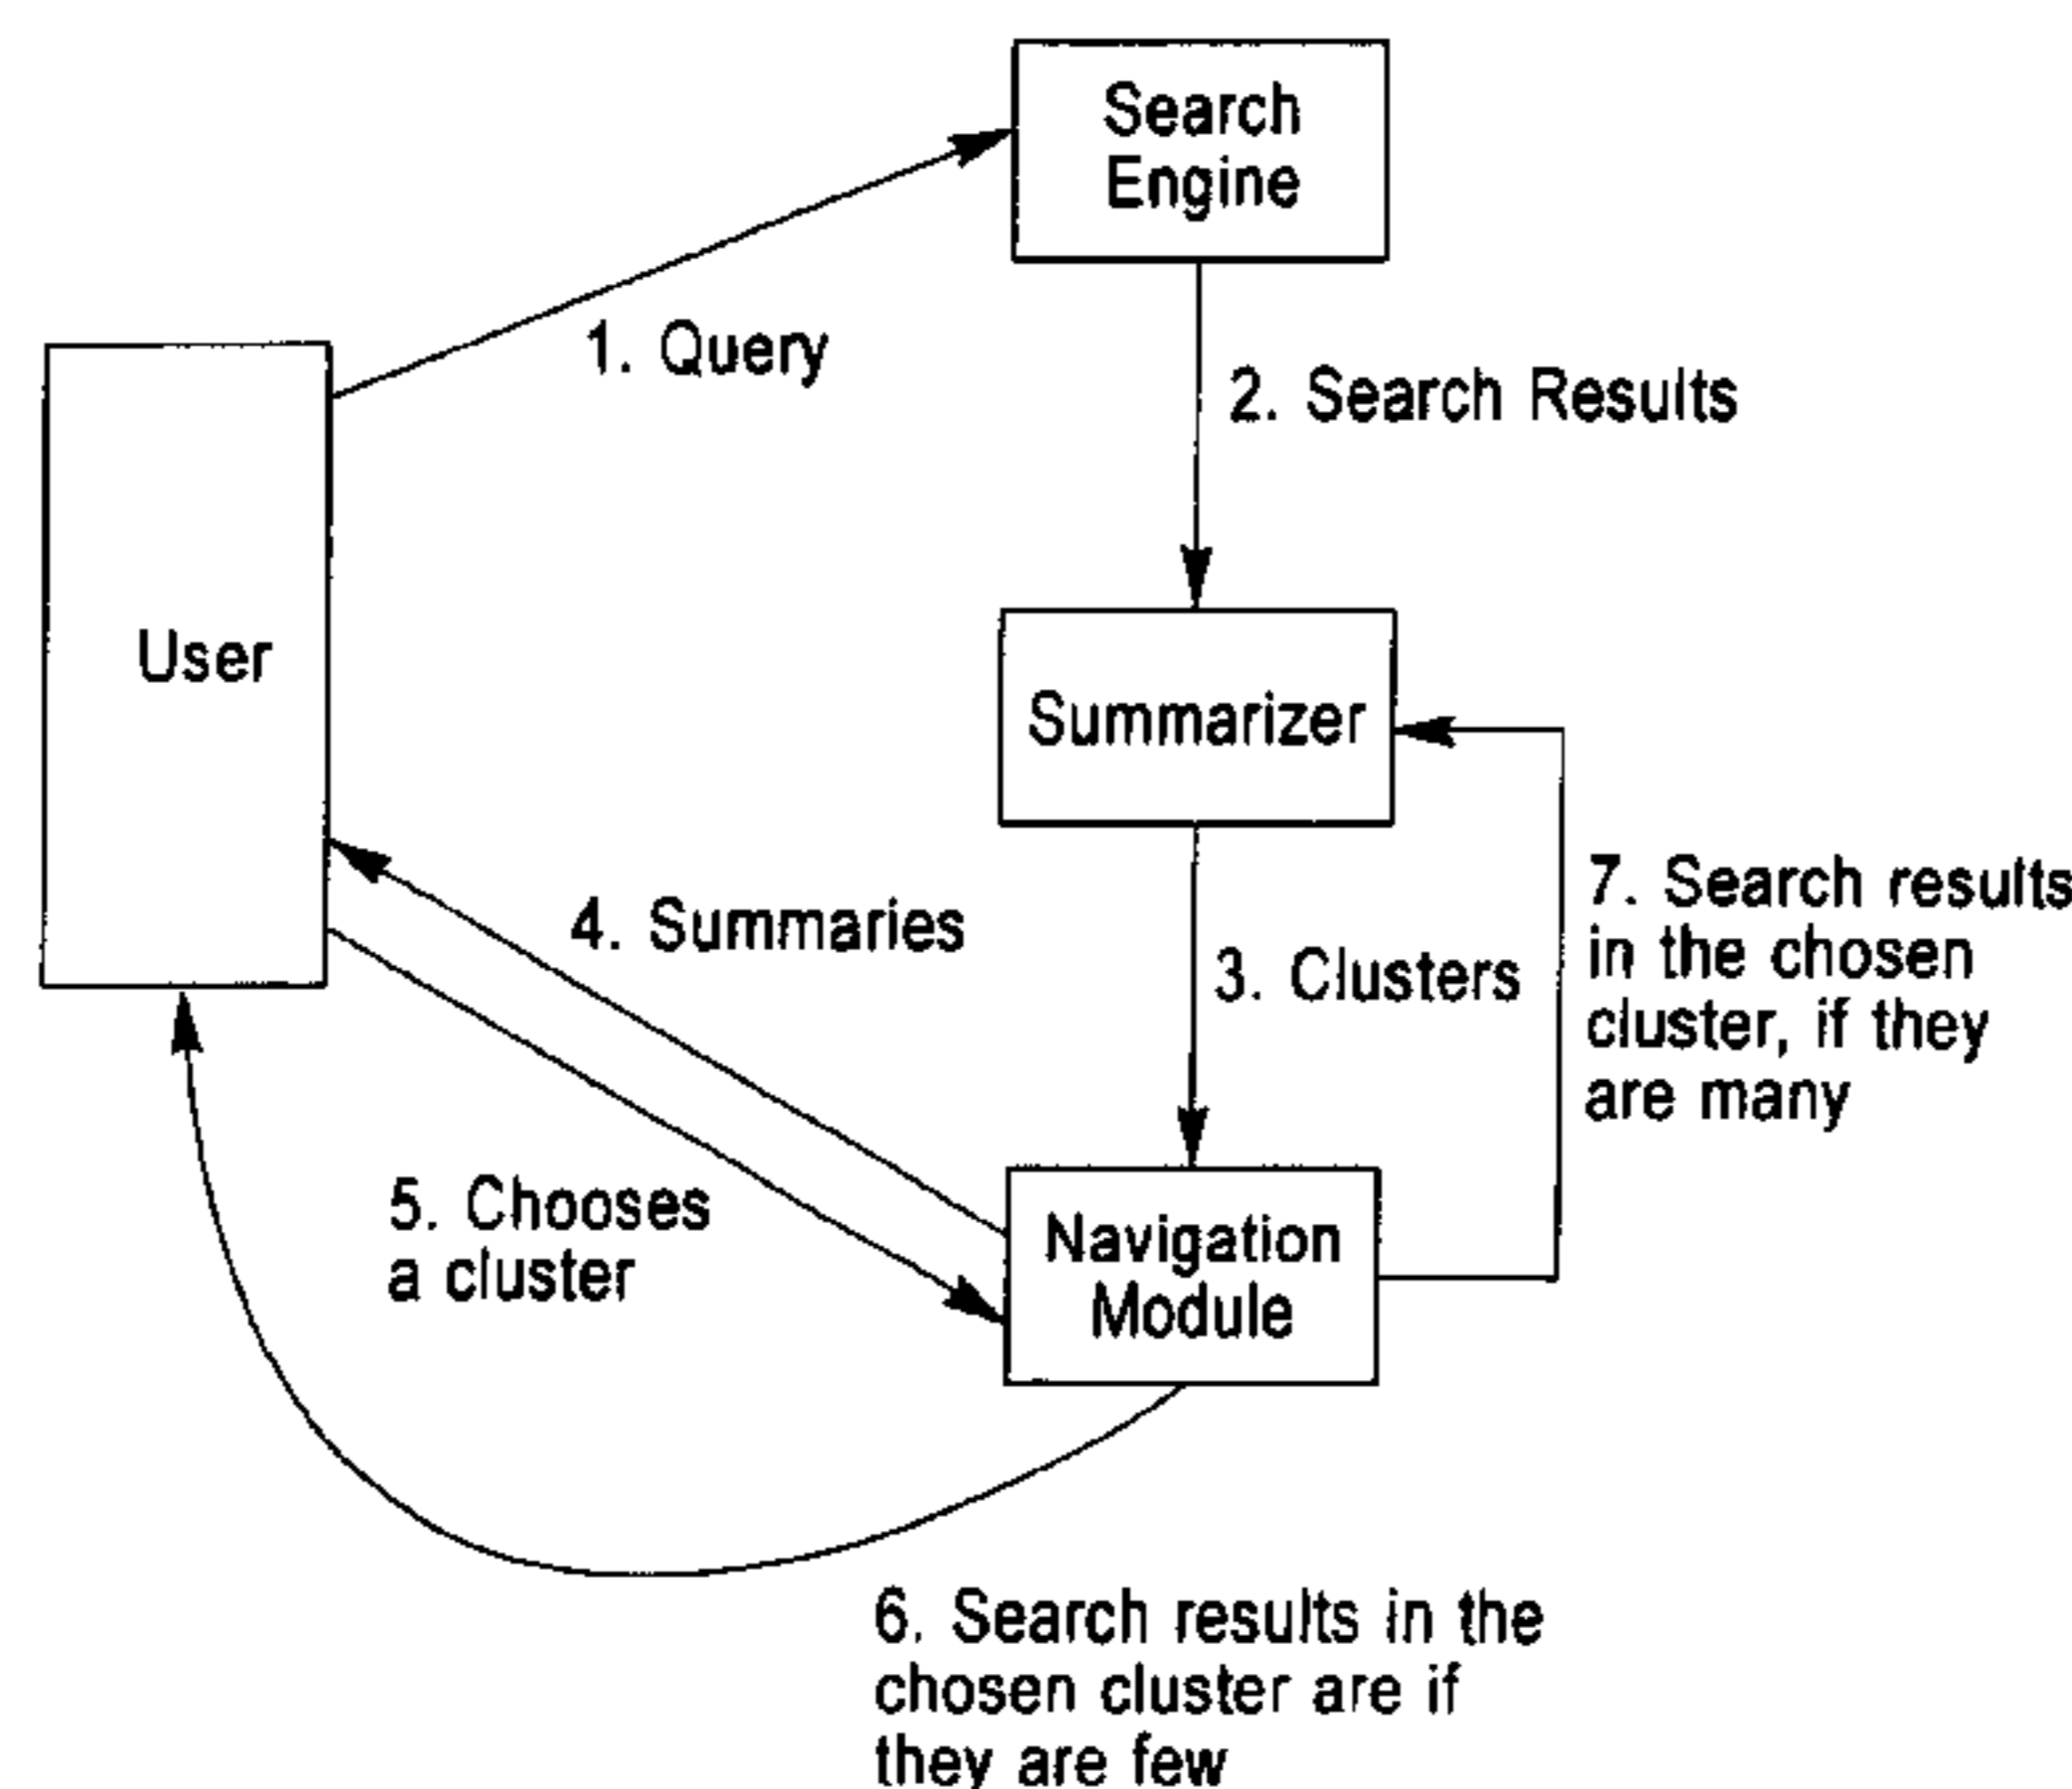 Search
Engine
1. Query
2. Search Results
User
Summarizer
4. Summaries
3. Clusters
7. Search results
in the chosen
cluster, if they
are many
5. Chooses
a cluster
Navigation
Module
6. Search results in the
chosen cluster are if
they are few